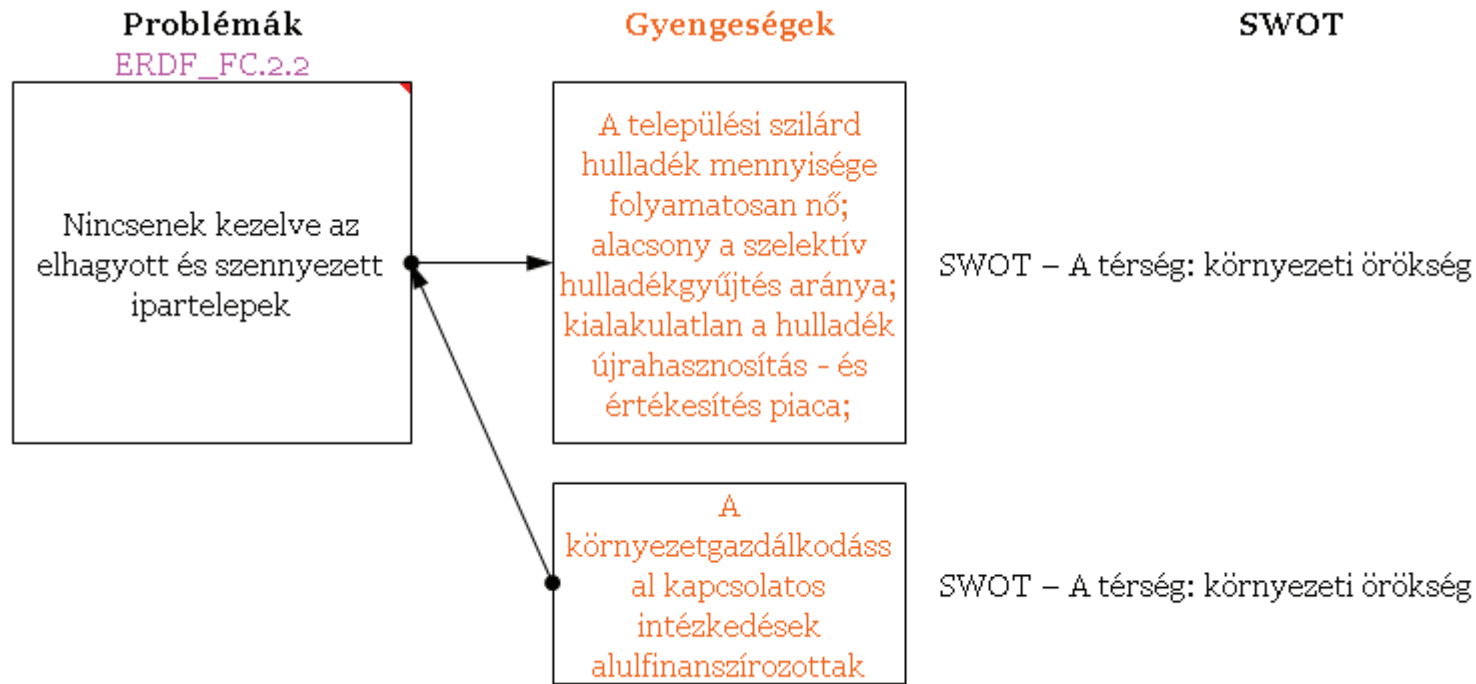 Problémák
ERDF_FC.2.2
Gyengeségek
SWOT
Nincsenek kezelve az
elhagyott és szennyezett
ipartelepek
A települési szilárd
hulladék mennyisége
folyamatosan nő;
alacsony a szelektív
hulladékgyűjtés aránya;
kialakulatlan a hulladék
újrahasznosítás - és
értékesítés piaca;
SWOT – A térség: környezeti örökség
A
környezetgazdálkodáss
al kapcsolatos
intézkedések
alulfinanszírozottak
SWOT – A térség: környezeti örökség